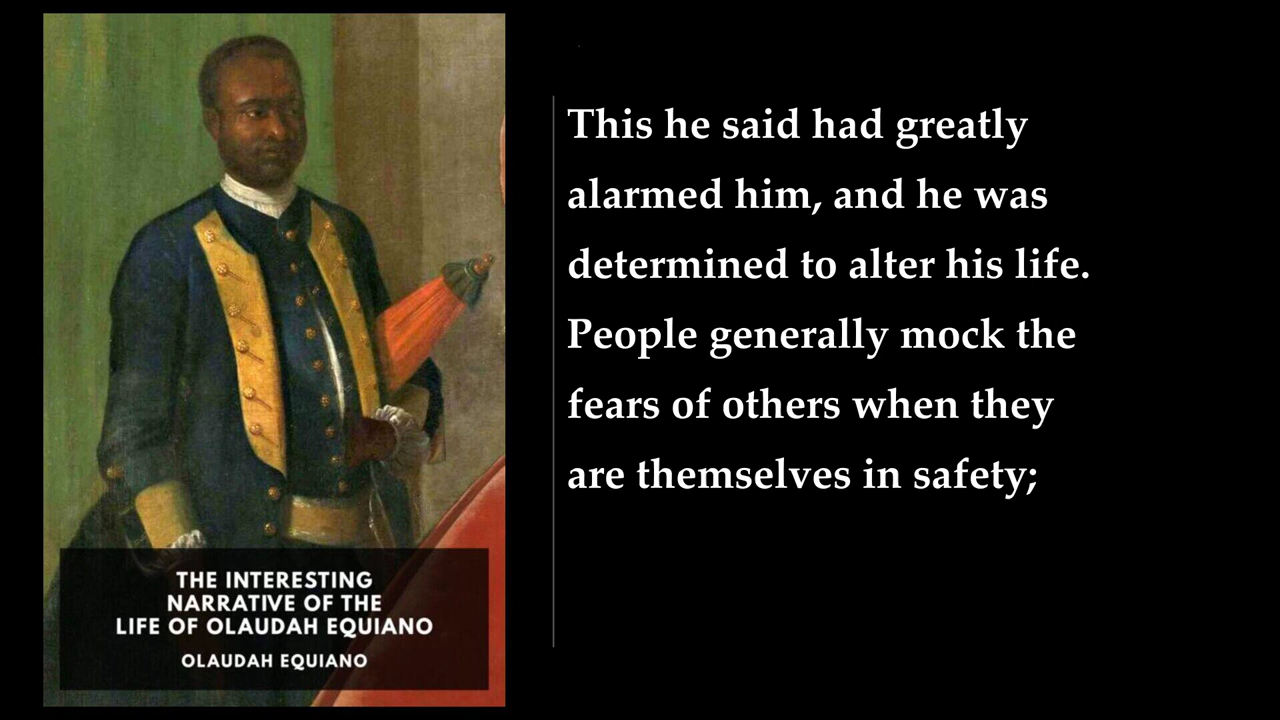 This he said had greatly
alarmed him, and he was
determined to alter his life.
People generally mock the
fears of others when they
are themselves in safety;
THE INTERESTING
NARRATIVE OF THE
LIFE OF OLAUDAH EQUIANO
OLAUDAH EQUIANO